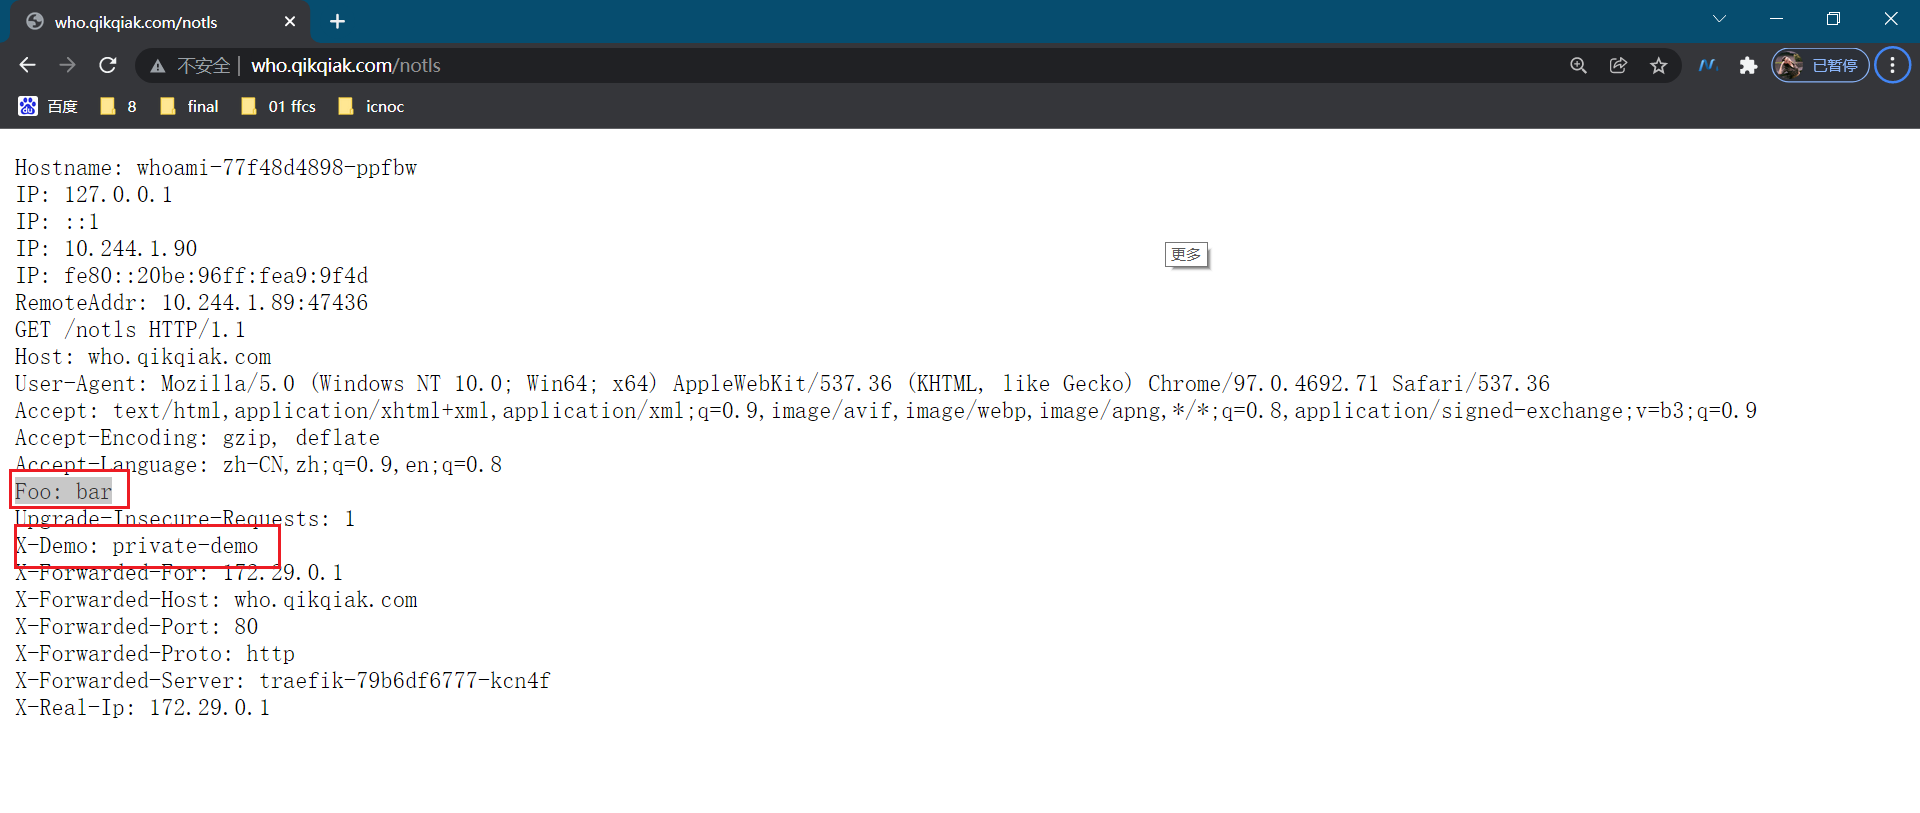 who.qikqiak.com/notls
不安全 | who.qikqiak.com/notls
已暂停
百度 8 final 01 ffcs icnoc
Hostname: whoami-77f48d4898-ppfbw
IP: 127.0.0.1
IP: ::1
IP: 10.244.1.90
更多
IP: fe80::20be:96ff:fea9:9f4d
RemoteAddr: 10.244.1.89:47436
GET /notls HTTP/1.1
Host: who.qikqiak.com
User-Agent: Mozilla/5.0 (Windows NT 10.0; Win64; x64) AppleWebKit/537.36 (KHTML, like Gecko) Chrome/97.0.4692.71 Safari/537.36
Accept: text/html,application/xhtml+xml,application/xml;q=0.9,image/avif,image/webp,image/apng,*/*;q=0.8,application/signed-exchange;v=b3;q=0.9
Accept-Encoding: gzip, deflate
Accept-Language: zh-CN,zh;q=0.9,en;q=0.8
Foo: bar
Upgrade-Insecure-Requests: 1
X-Demo: private-demo
X-Forwarded-For: 172.29.0.1
X-Forwarded-Host: who.qikqiak.com
X-Forwarded-Port: 80
X-Forwarded-Proto: http
X-Forwarded-Server: traefik-79b6df6777-kcn4f
X-Real-Ip: 172.29.0.1